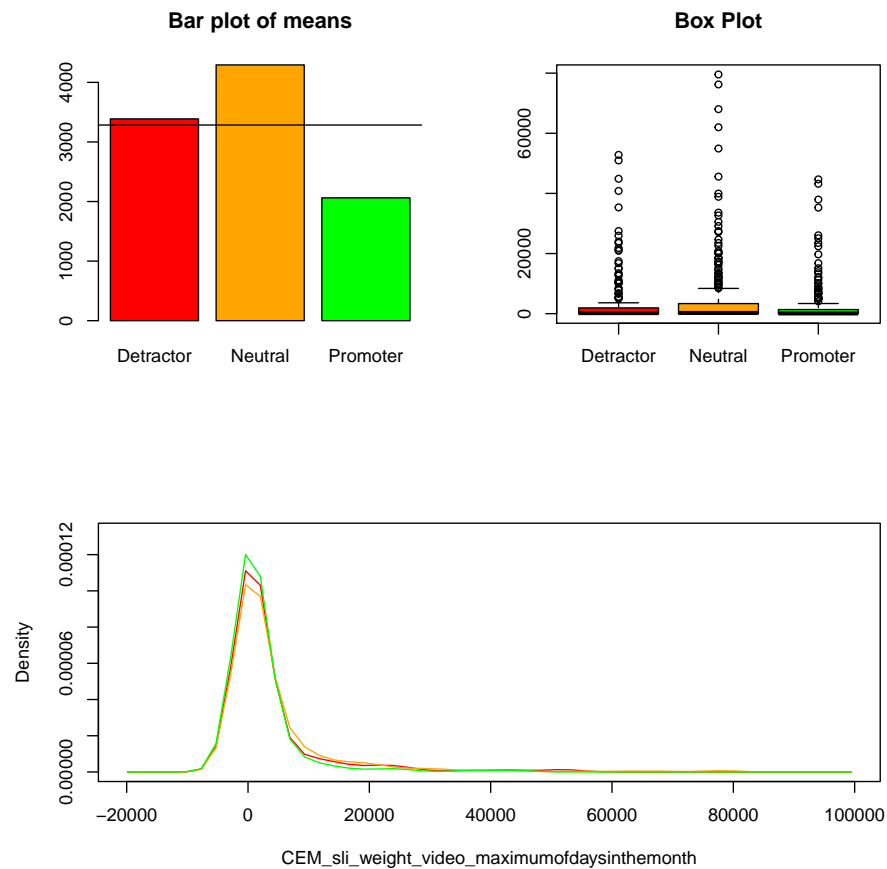 Bar plot of means
4000
3000
2000
1000
0
Detractor Neutral Promoter
Box Plot
60000
20000
0
Detractor Neutral Promoter
Density
0.00012
0.00006
0.00000
−20000 0 20000 40000 60000 80000 100000
CEM_sli_weight_video_maximumofdaysinthemonth